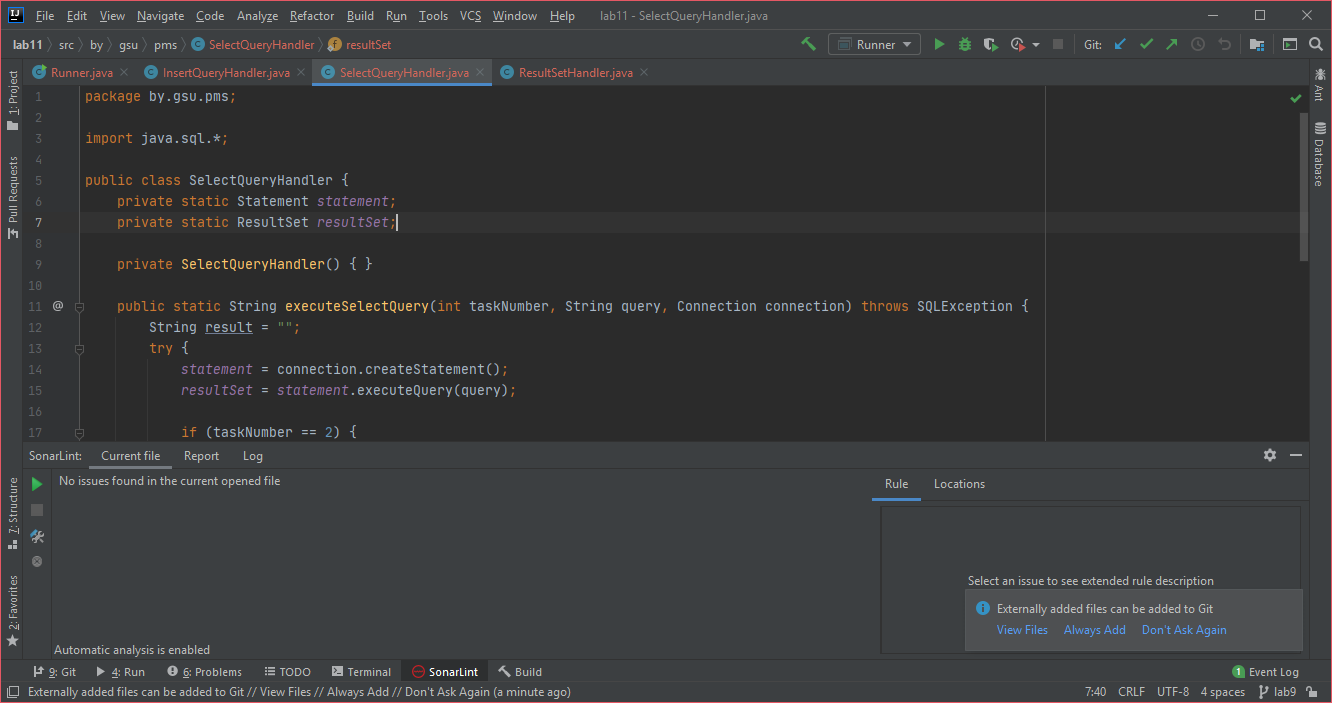 File Edit View Navigate Code Analyze Refactor Build Run Tools VCS Window Help lab11 - SelectQueryHandler.java
lab11 src by gsu pms SelectQueryHandler resultSet Runner Git:
Runner.java InsertQueryHandler.java SelectQueryHandler.java ResultSetHandler.java
1: Project
Pull Requests
7: Structure
2: Favorites
Ant
Database
1 package by.gsu.pms;
2
3 import java.sql.*;
4
5 public class SelectQueryHandler {
6 private static Statement statement;
7 private static ResultSet resultSet;
8
9 private SelectQueryHandler() { }
10
11 @ public static String executeSelectQuery(int taskNumber, String query, Connection connection) throws SQLException {
12 String result = "";
13 try {
14 statement = connection.createStatement();
15 resultSet = statement.executeQuery(query);
16
17 if (taskNumber == 2) {
SonarLint: Current file Report Log
No issues found in the current opened file
Rule Locations
Select an issue to see extended rule description
Externally added files can be added to Git
View Files Always Add Don't Ask Again
Automatic analysis is enabled
9: Git 4: Run 6: Problems TODO Terminal SonarLint Build 1 Event Log
Externally added files can be added to Git // View Files // Always Add // Don't Ask Again (a minute ago) 7:40 CRLF UTF-8 4 spaces lab9